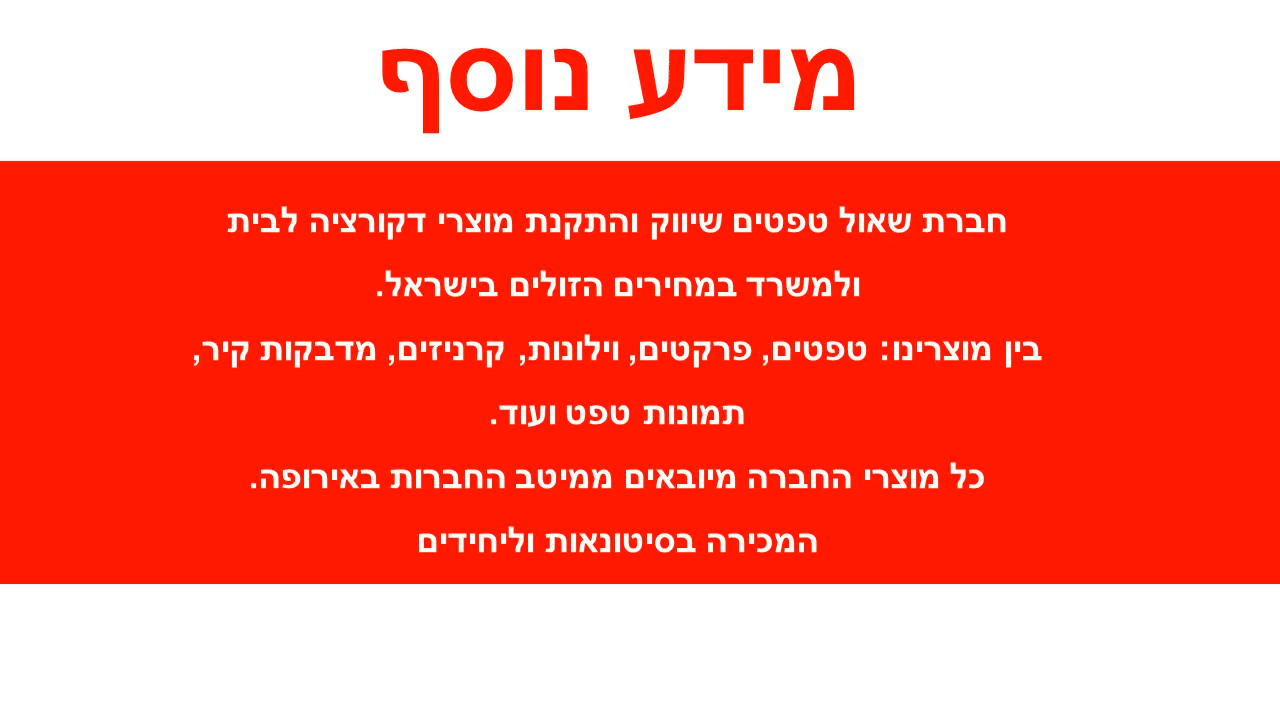 מידע נוסף
חברת שאול טפטים שיווק והתקנת מוצרי דקורציה לבית
ולמשרד במחירים הזולים בישראל.
בין מוצרינו: טפטים, פרקטים, וילונות, קרניזים, מדבקות קיר,
תמונות טפט ועוד.
כל מוצרי החברה מיובאים ממיטב החברות באירופה.
המכירה בסיטונאות וליחידים